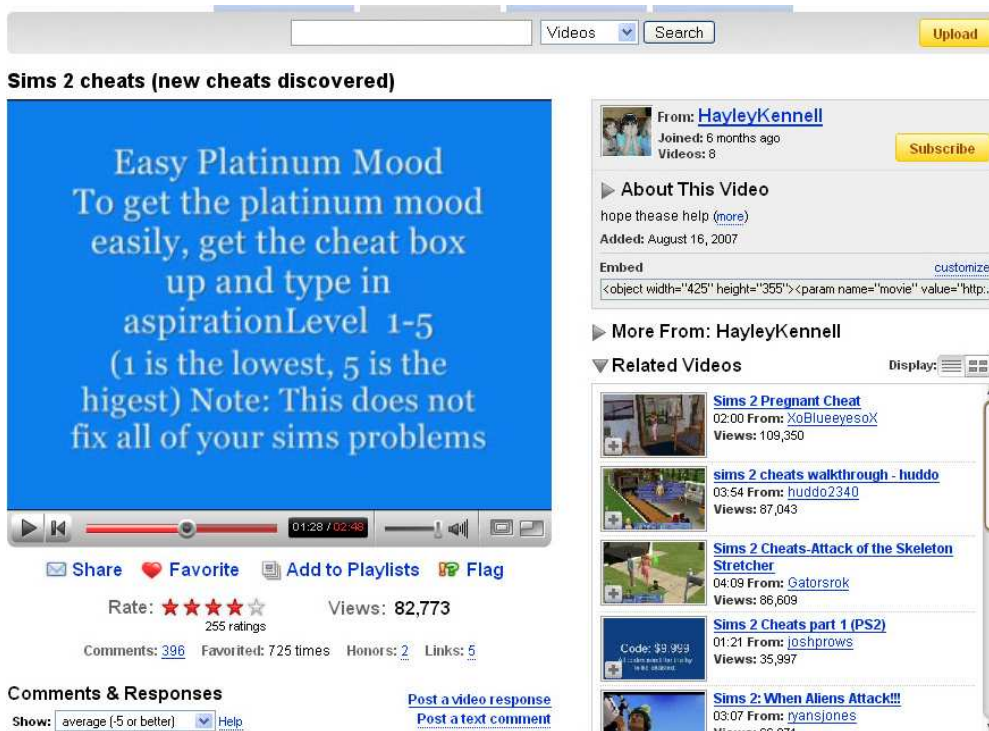 Videos Search Upload
Sims 2 cheats (new cheats discovered)
Easy Platinum Mood
To get the platinum mood
easily, get the cheat box
up and type in
aspirationLevel 1-5
(1 is the lowest, 5 is the
higest) Note: This does not
fix all of your sims problems
01:28 / 02:48
Share Favorite Add to Playlists Flag
Rate: Views: 82,773
255 ratings
Comments: 396 Favorited: 725 times Honors: 2 Links: 5
Comments & Responses
Post a video response
Show: average (-5 or better) Help
Post a text comment
From: HayleyKennell
Joined: 6 months ago
Videos: 8
Subscribe
About This Video
hope thease help (more)
Added: August 16, 2007
Embed customize
<object width="425" height="355"><param name="movie" value="http:..
More From: HayleyKennell
Related Videos Display:
Sims 2 Pregnant Cheat
02:00 From: XoBlueeyesoX
Views: 109,350
sims 2 cheats walkthrough - huddo
03:54 From: huddo2340
Views: 87,043
Sims 2 Cheats-Attack of the Skeleton
Stretcher
04:09 From: Gatorsrok
Views: 86,609
Code: $9,999
Sims 2 Cheats part 1 (PS2)
01:21 From: joshprows
Views: 35,997
Sims 2: When Aliens Attack!!!
03:07 From: ryansjones